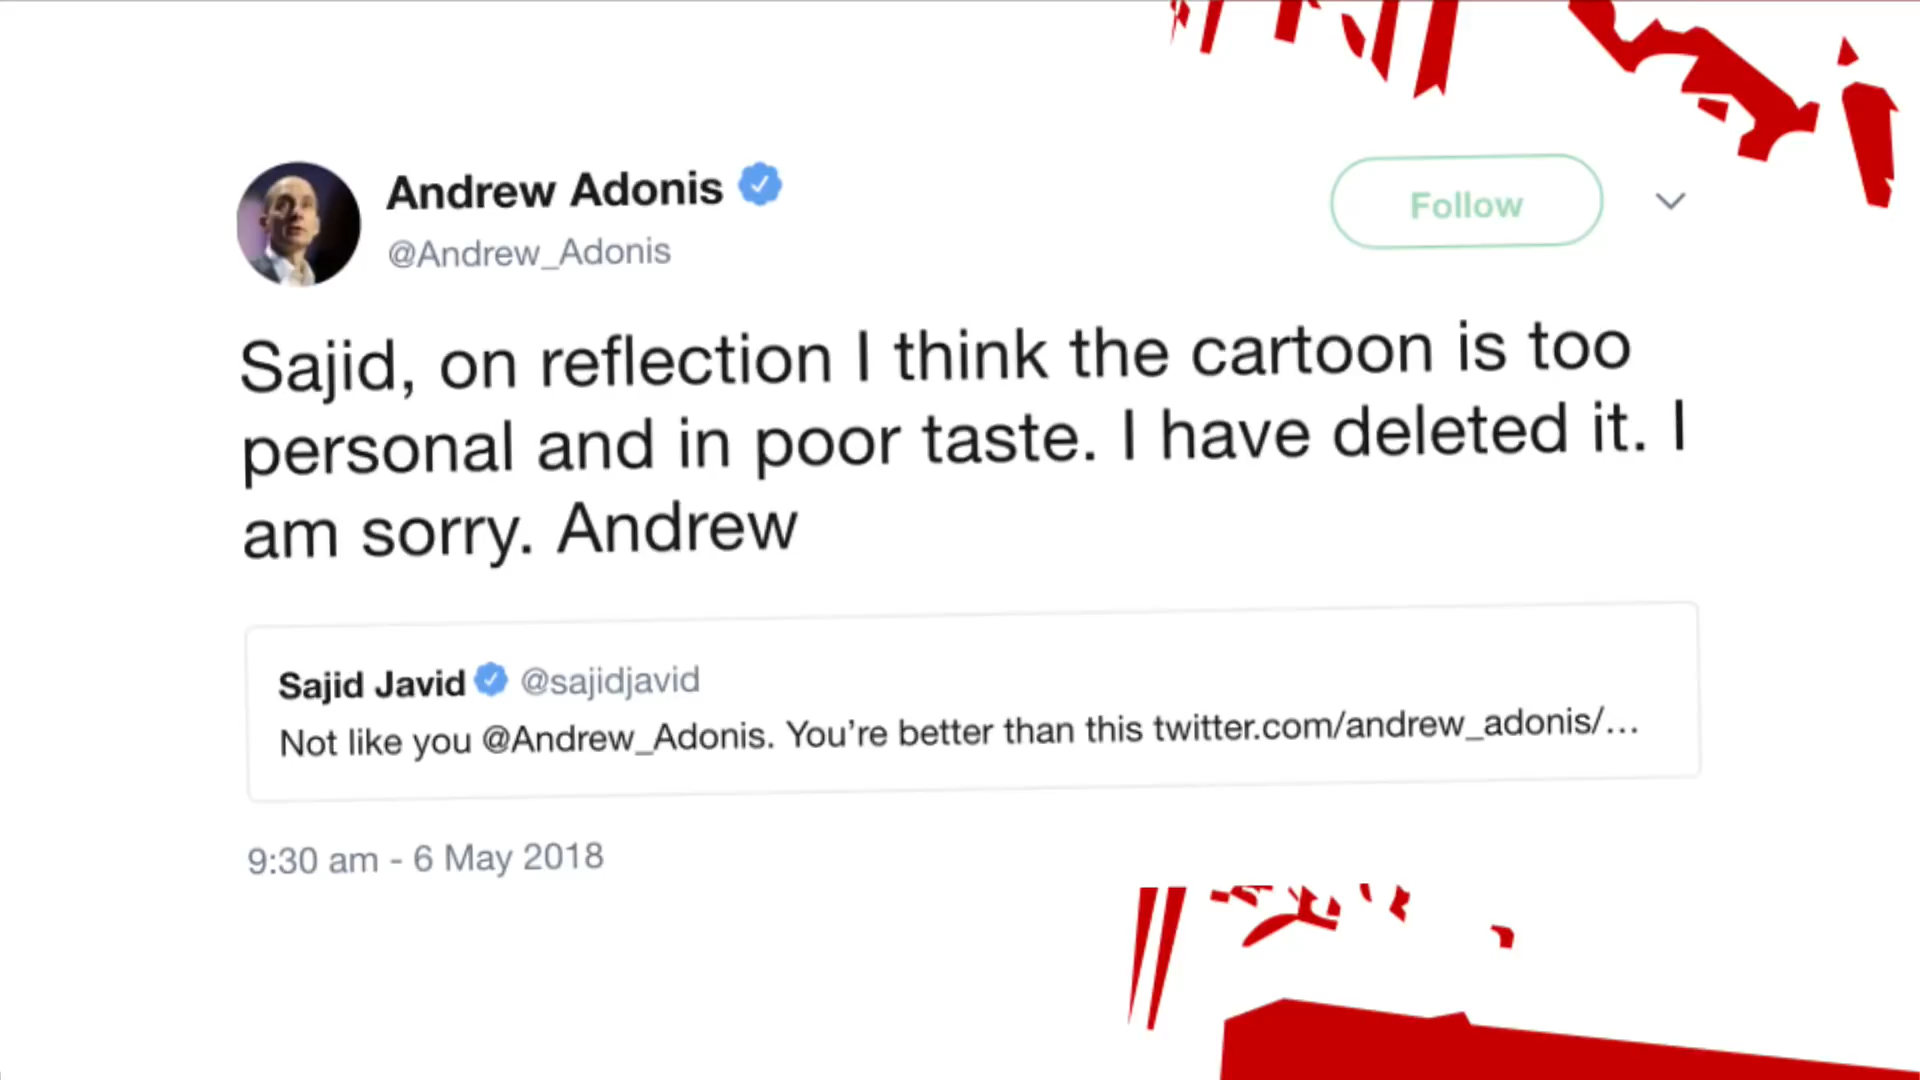 Andrew Adonis
@Andrew_Adonis
Follow
Sajid, on reflection I think the cartoon is too
personal and in poor taste. I have deleted it. I
am sorry. Andrew
Sajid Javid @sajidjavid
Not like you @Andrew_Adonis. You’re better than this twitter.com/andrew_adonis/…
9:30 am - 6 May 2018